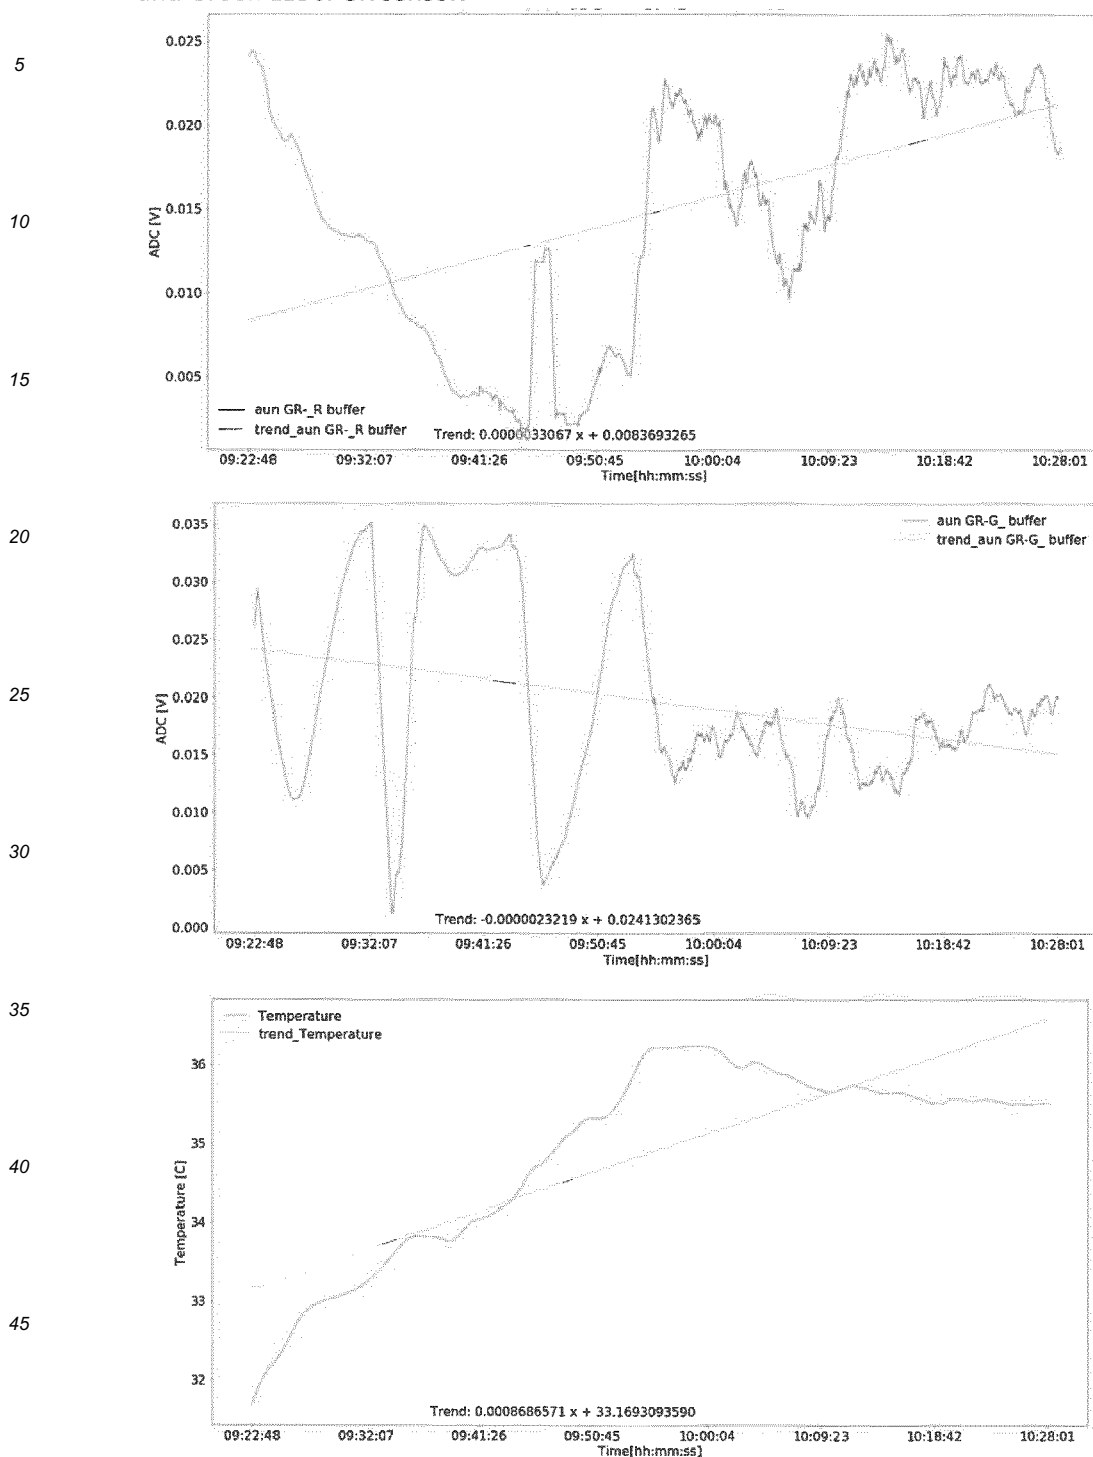 5
0.025
0.020
10
0.015
ADC [V]
0.010
15
0.005
aun GR-_R buffer
trend_aun GR-_R buffer
Trend: 0.0000033067 x + 0.0083693265
09:22:48 09:32:07 09:41:26 09:50:45 10:00:04 10:09:23 10:18:42 10:28:01
Time[hh:mm:ss]
20
0.035
aun GR-G_ buffer
trend_aun GR-G_ buffer
0.030
0.025
25
0.020
ADC [V]
0.015
0.010
30
0.005
Trend: -0.0000023219 x + 0.0241302365
0.000
09:22:48 09:32:07 09:41:26 09:50:45 10:00:04 10:09:23 10:18:42 10:28:01
Time[hh:mm:ss]
35
Temperature
trend_Temperature
36
35
40
Temperature [C]
34
33
45
32
Trend: 0.0008686571 x + 33.1693093590
09:22:48 09:32:07 09:41:26 09:50:45 10:00:04 10:09:23 10:18:42 10:28:01
Time[hh:mm:ss]